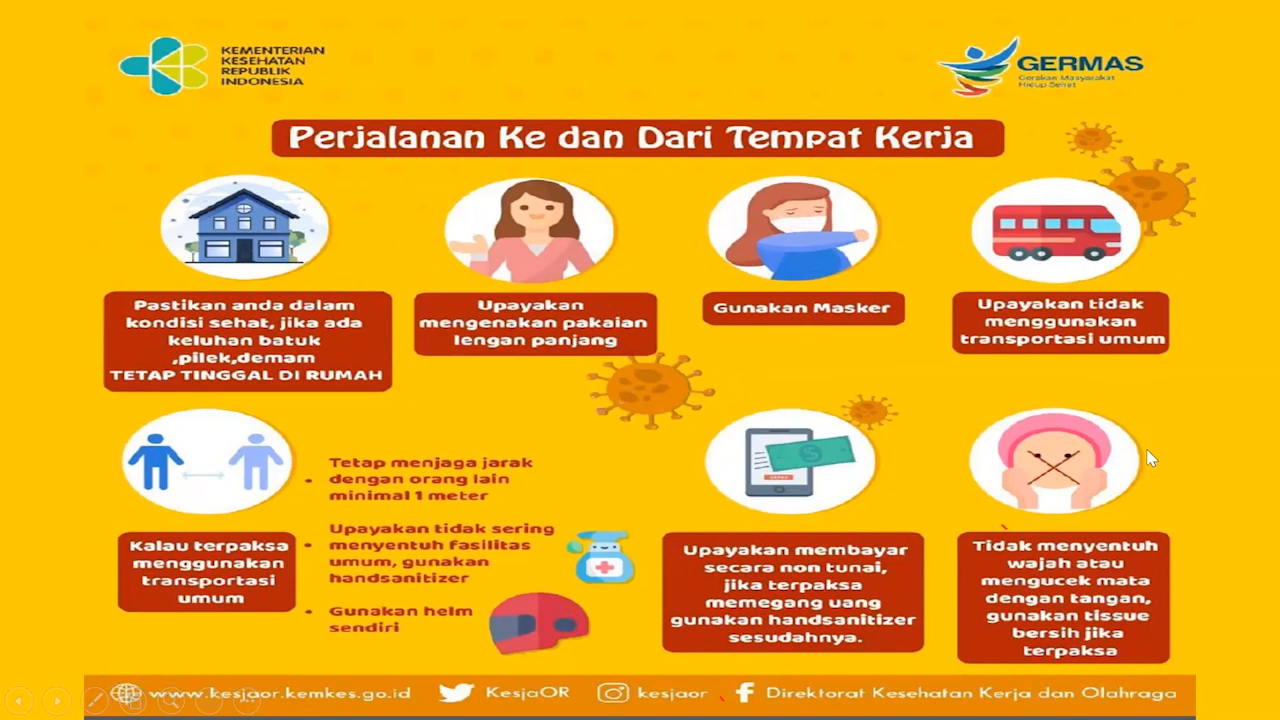 KEMENTERIAN
KESEHATAN
REPUBLIK
INDONESIA
GERMAS
Gerakan Masyarakat
Hidup Sehat
Perjalanan Ke dan Dari Tempat Kerja
Pastikan anda dalam
kondisi sehat, jika ada
keluhan batuk
,pilek,demam
TETAP TINGGAL DI RUMAH
Upayakan
mengenakan pakaian
lengan panjang
Gunakan Masker
Upayakan tidak
menggunakan
transportasi umum
Kalau terpaksa
menggunakan
transportasi
umum
Tetap menjaga jarak
• dengan orang lain
minimal 1 meter
Upayakan tidak sering
• menyentuh fasilitas
umum, gunakan
handsanitizer
• Gunakan helm
sendiri
Upayakan membayar
secara non tunai,
jika terpaksa
memegang uang
gunakan handsanitizer
sesudahnya.
Tidak menyentuh
wajah atau
mengucek mata
dengan tangan,
gunakan tissue
bersih jika
terpaksa
www.kesjaor.kemkes.go.id KesjaOR kesjaor Direktorat Kesehatan Kerja dan Olahraga